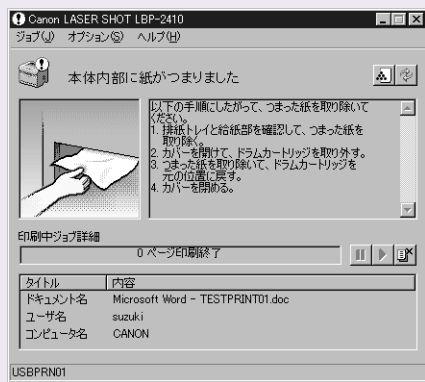 Canon LASER SHOT LBP-2410
ジョブ(J) オプション(S) ヘルプ(H)
本体内部に紙がつまりました
以下の手順にしたがって、つまった紙を取り除いて
ください。
1. 排紙トレイと給紙部を確認して、つまった紙を
取り除く。
2. カバーを開けて、ドラムカートリッジを取り外す。
3. つまった紙を取り除いて、ドラムカートリッジを
元の位置に戻す。
4. カバーを閉める。
印刷中ジョブ詳細
0 ページ印刷終了
タイトル 内容
ドキュメント名 Microsoft Word - TESTPRINT01.doc
ユーザ名 suzuki
コンピュータ名 CANON
USBPRN01